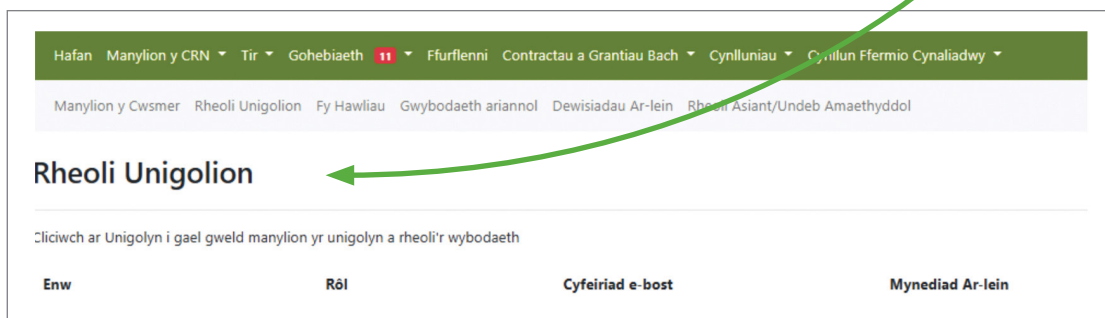 Hafan Manylion y CRN Tir Gohebiaeth 11 Ffurflenni Contractau a Grantiau Bach Cynlluniau Cynllun Ffermio Cynaliadwy
Manylion y Cwsmer Rheoli Unigolion Fy Hawliau Gwybodaeth ariannol Dewisiadau Ar-lein Rheoli Asiant/Undeb Amaethyddol
Rheoli Unigolion
Cliciwch ar Unigolyn i gael gweld manylion yr unigolyn a rheoli'r wybodaeth
Enw Rôl Cyfeiriad e-bost Mynediad Ar-lein